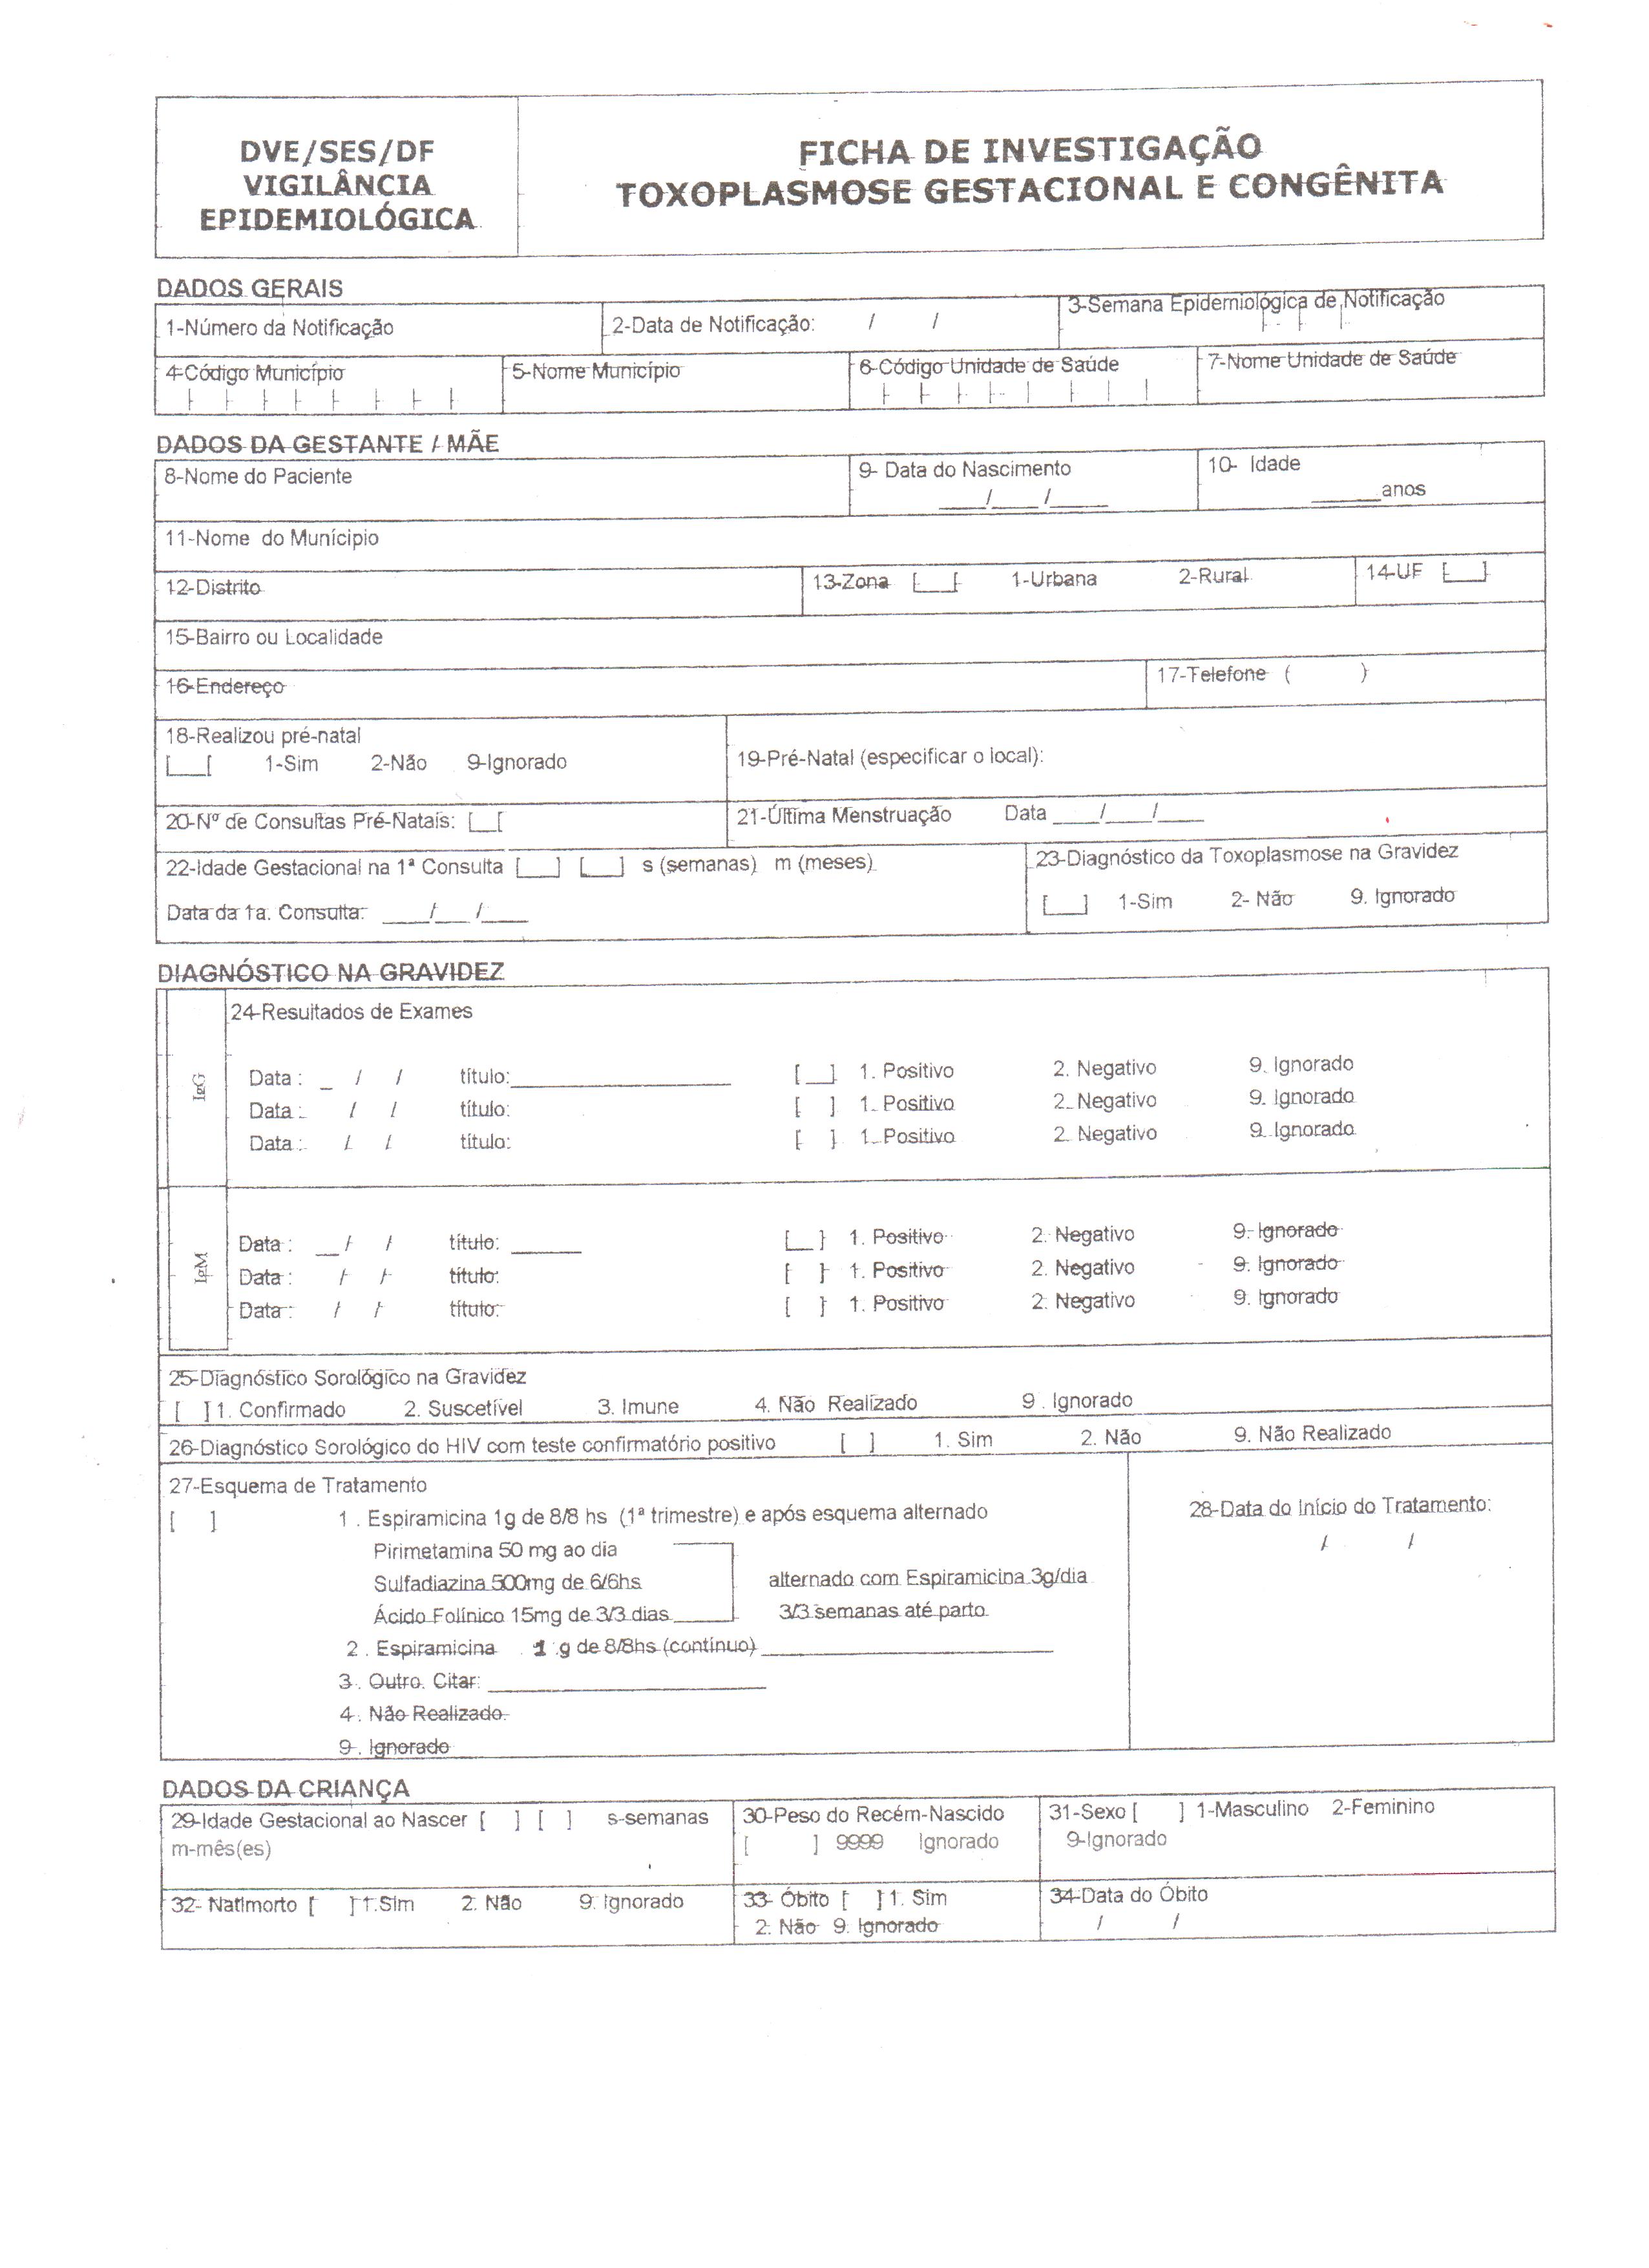 DVE/SES/DF
VIGILÂNCIA
EPIDEMIOLÓGICA
FICHA DE INVESTIGAÇÃO
TOXOPLASMOSE GESTACIONAL E CONGÊNITA
DADOS GERAIS
1-Número da Notificação
2-Data de Notificação: / /
3-Semana Epidemiológica de Notificação
4-Código Município
5-Nome Município
6-Código Unidade de Saúde
7-Nome Unidade de Saúde
DADOS DA GESTANTE / MÃE
8-Nome do Paciente
9- Data do Nascimento
___/___/____
10- Idade
_____anos
11-Nome do Munícipio
12-Distrito
13-Zona [__[ 1-Urbana 2-Rural
14-UF [__]
15-Bairro ou Localidade
16-Endereço
17-Telefone ( )
18-Realizou pré-natal
[__[ 1-Sim 2-Não 9-Ignorado
19-Pré-Natal (especificar o local):
20-Nº de Consultas Pré-Natais: [__[
21-Última Menstruação Data ___/___/___
22-Idade Gestacional na 1ª Consulta [__] [__] s (semanas) m (meses)
Data da 1a. Consulta: ___/___/___
23-Diagnóstico da Toxoplasmose na Gravidez
[__] 1-Sim 2- Não 9. Ignorado
DIAGNÓSTICO NA GRAVIDEZ
IgG
24-Resultados de Exames
Data : _ / / título:____________________ [ __] 1. Positivo 2. Negativo 9. Ignorado
Data : / / título: [ ] 1. Positivo 2. Negativo 9. Ignorado
Data : / / título: [ ] 1. Positivo 2. Negativo 9. Ignorado
IgM
Data : __/ / título: ______ [__ ] 1. Positivo 2. Negativo 9. Ignorado
Data : / / título: [ ] 1. Positivo 2. Negativo 9. Ignorado
Data : / / título: [ ] 1. Positivo 2. Negativo 9. Ignorado
25-Diagnóstico Sorológico na Gravidez
[ ] 1. Confirmado 2. Suscetível 3. Imune 4. Não Realizado 9 . Ignorado
26-Diagnóstico Sorológico do HIV com teste confirmatório positivo [ ] 1. Sim 2. Não 9. Não Realizado
27-Esquema de Tratamento
[ ] 1 . Espiramicina 1g de 8/8 hs (1ª trimestre) e após esquema alternado
Pirimetamina 50 mg ao dia
Sulfadiazina 500mg de 6/6hs alternado com Espiramicina 3g/dia
Ácido Folínico 15mg de 3/3 dias 3/3 semanas até parto
2 . Espiramicina 1 g de 8/8hs (contínuo)____________________
3 . Outro. Citar: ____________________
4 . Não Realizado.
9 . Ignorado
28-Data do Início do Tratamento:
/ /
DADOS DA CRIANÇA
29-Idade Gestacional ao Nascer [ ] [ ] s-semanas
m-mês(es)
30-Peso do Recém-Nascido
[ ] 9999 Ignorado
31-Sexo [ ] 1-Masculino 2-Feminino
9-Ignorado
32- Natimorto [ ] 1.Sim 2. Não 9. Ignorado
33- Óbito [ ] 1. Sim
2. Não 9. Ignorado
34-Data do Óbito
/ /